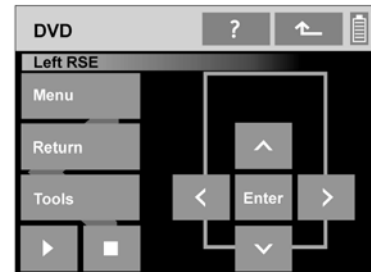 DVD ?
Left RSE
Menu
Return
Tools
Enter